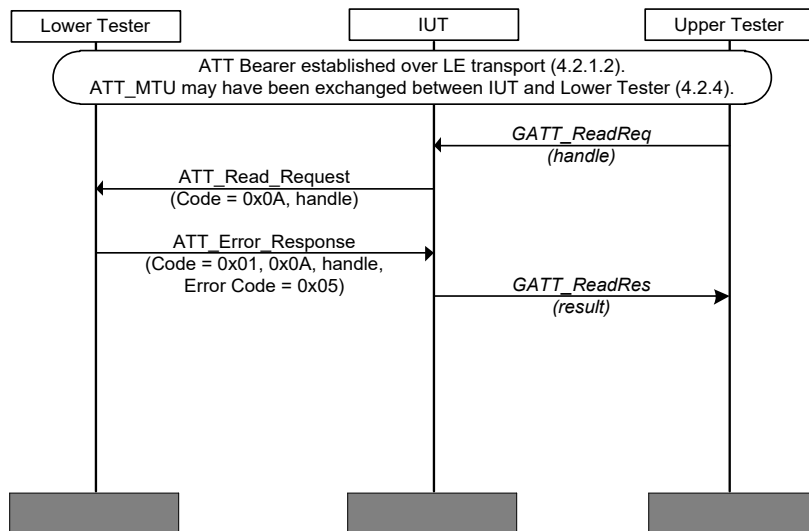 Lower Tester
IUT
Upper Tester
ATT Bearer established over LE transport (4.2.1.2).
ATT_MTU may have been exchanged between IUT and Lower Tester (4.2.4).
GATT_ReadReq
(handle)
ATT_Read_Request
(Code = 0x0A, handle)
ATT_Error_Response
(Code = 0x01, 0x0A, handle,
Error Code = 0x05)
GATT_ReadRes
(result)